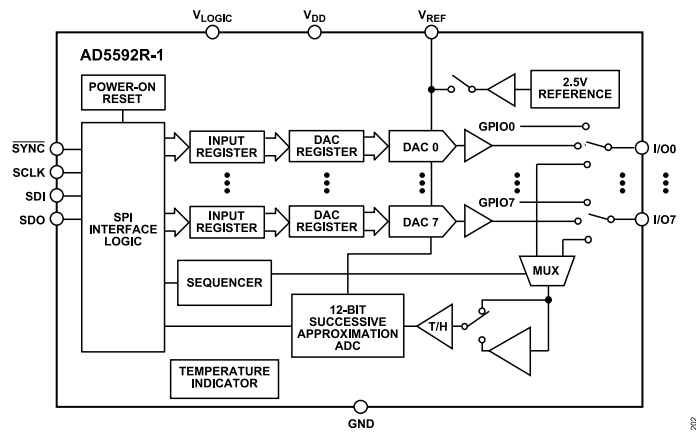 VLOGIC
VDD
VREF
AD5592R-1
POWER-ON
RESET
2.5V
REFERENCE
GPIO0
SYNC
SCLK
SDI
SDO
SPI
INTERFACE
LOGIC
INPUT
REGISTER
DAC
REGISTER
DAC 0
I/O0
GPIO7
INPUT
REGISTER
DAC
REGISTER
DAC 7
I/O7
SEQUENCER
MUX
12-BIT
SUCCESSIVE
APPROXIMATION
ADC
T/H
TEMPERATURE
INDICATOR
GND
202